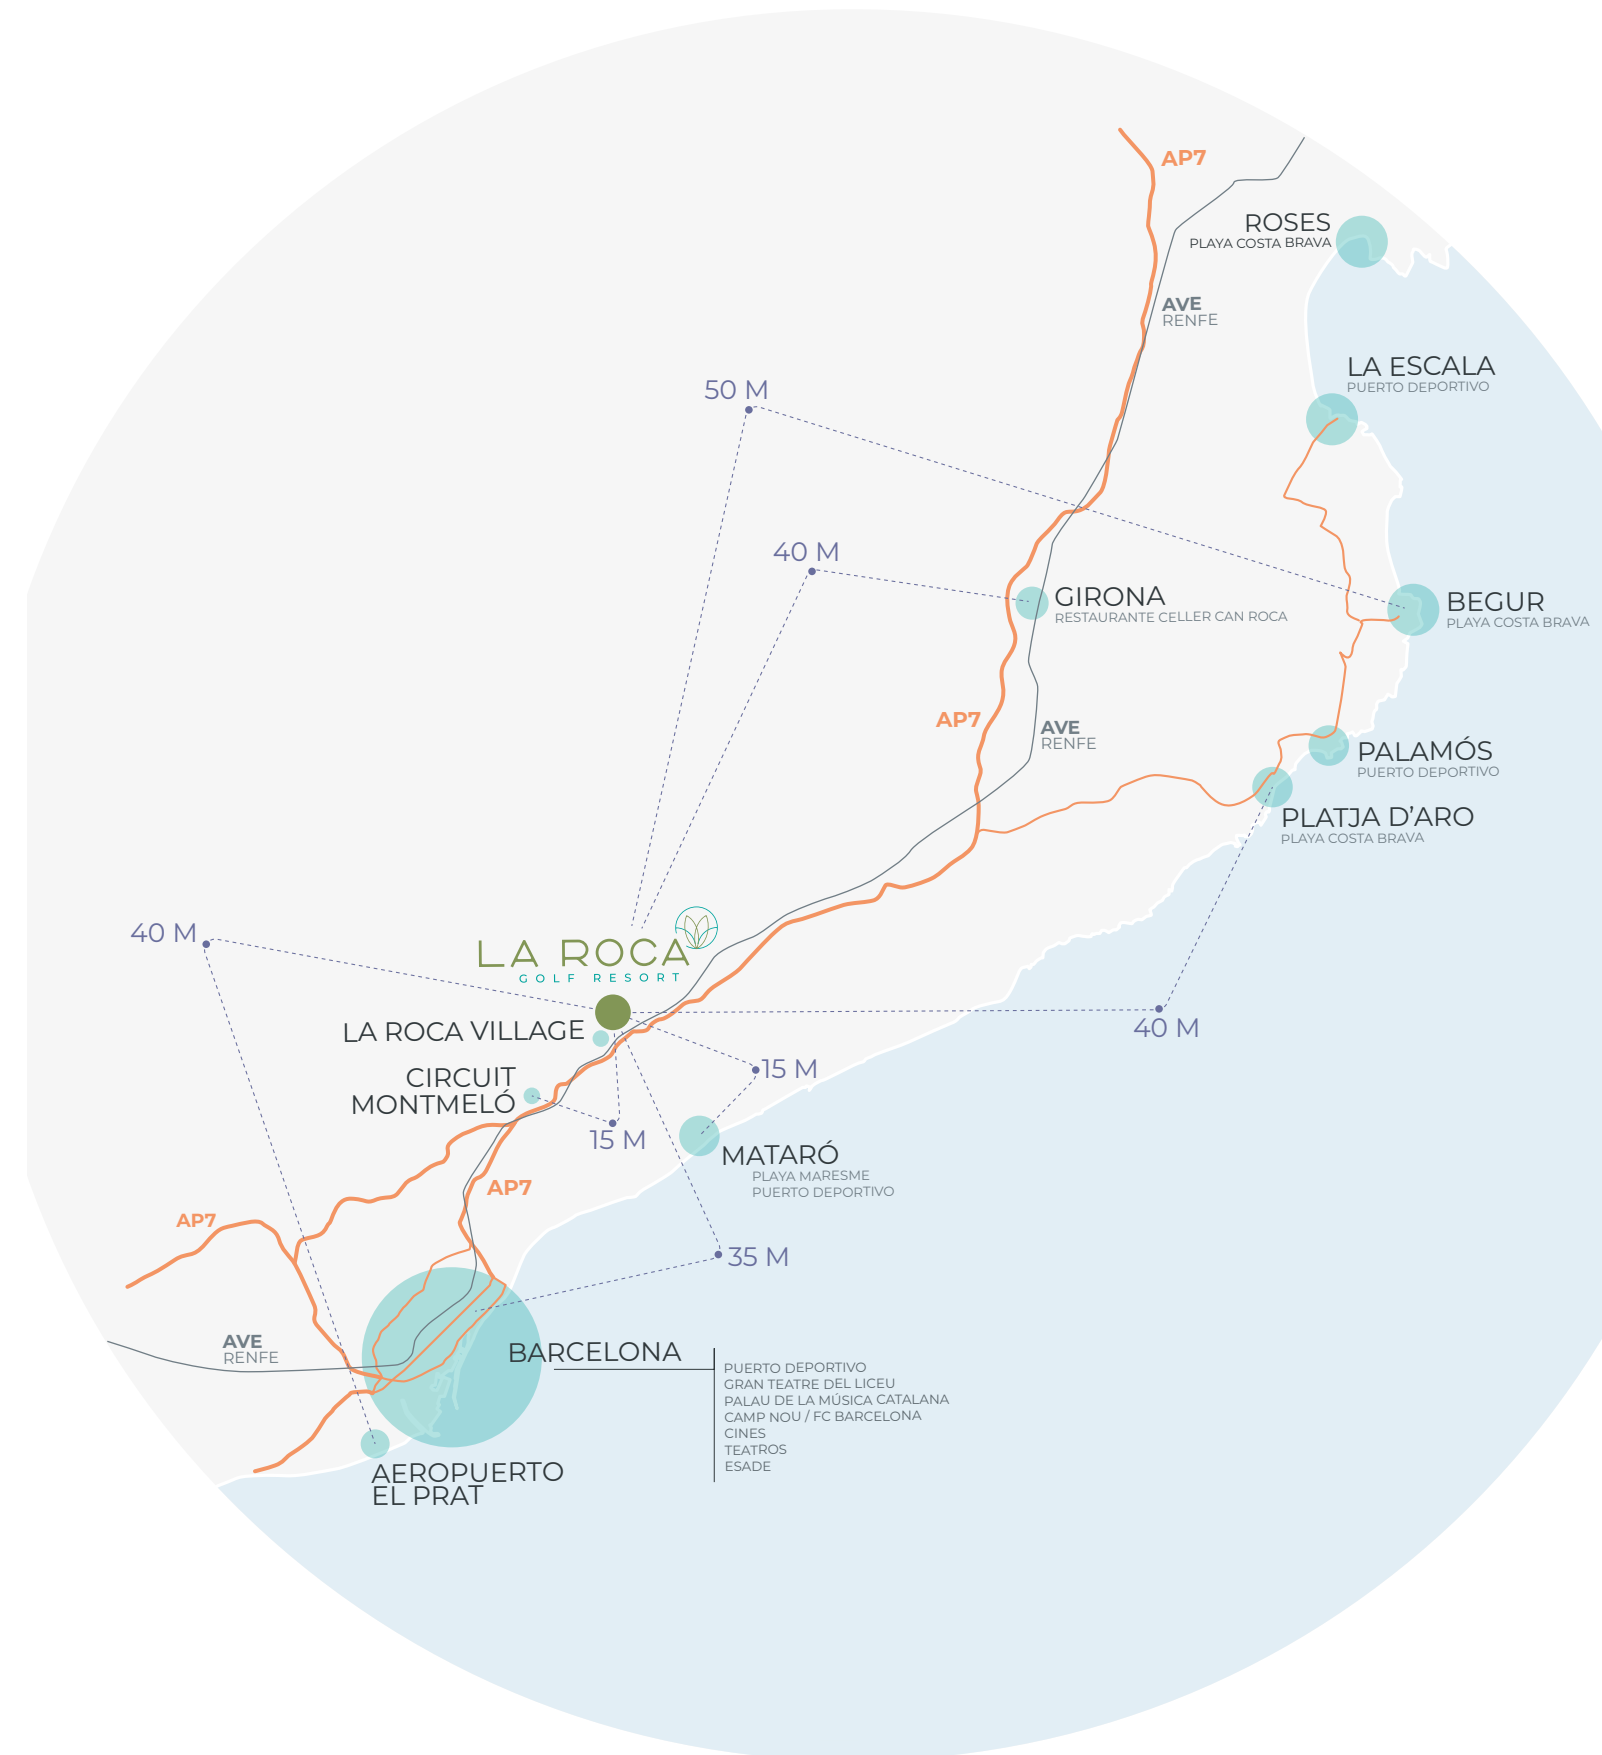 AP7
ROSES
PLAYA COSTA BRAVA
AVE
RENFE
LA ESCALA
PUERTO DEPORTIVO
50 M
40 M
GIRONA
RESTAURANTE CELLER CAN ROCA
BEGUR
PLAYA COSTA BRAVA
AP7
AVE
RENFE
PALAMÓS
PUERTO DEPORTIVO
PLATJA D’ARO
PLAYA COSTA BRAVA
40 M
LA ROCA
GOLF RESORT
LA ROCA VILLAGE
40 M
CIRCUIT
MONTMELÓ
15 M
15 M
MATARÓ
PLAYA MARESME
PUERTO DEPORTIVO
AP7
AP7
35 M
AVE
RENFE
BARCELONA
PUERTO DEPORTIVO
GRAN TEATRE DEL LICEU
PALAU DE LA MÚSICA CATALANA
CAMP NOU / FC BARCELONA
CINES
TEATROS
ESADE
AEROPUERTO
EL PRAT